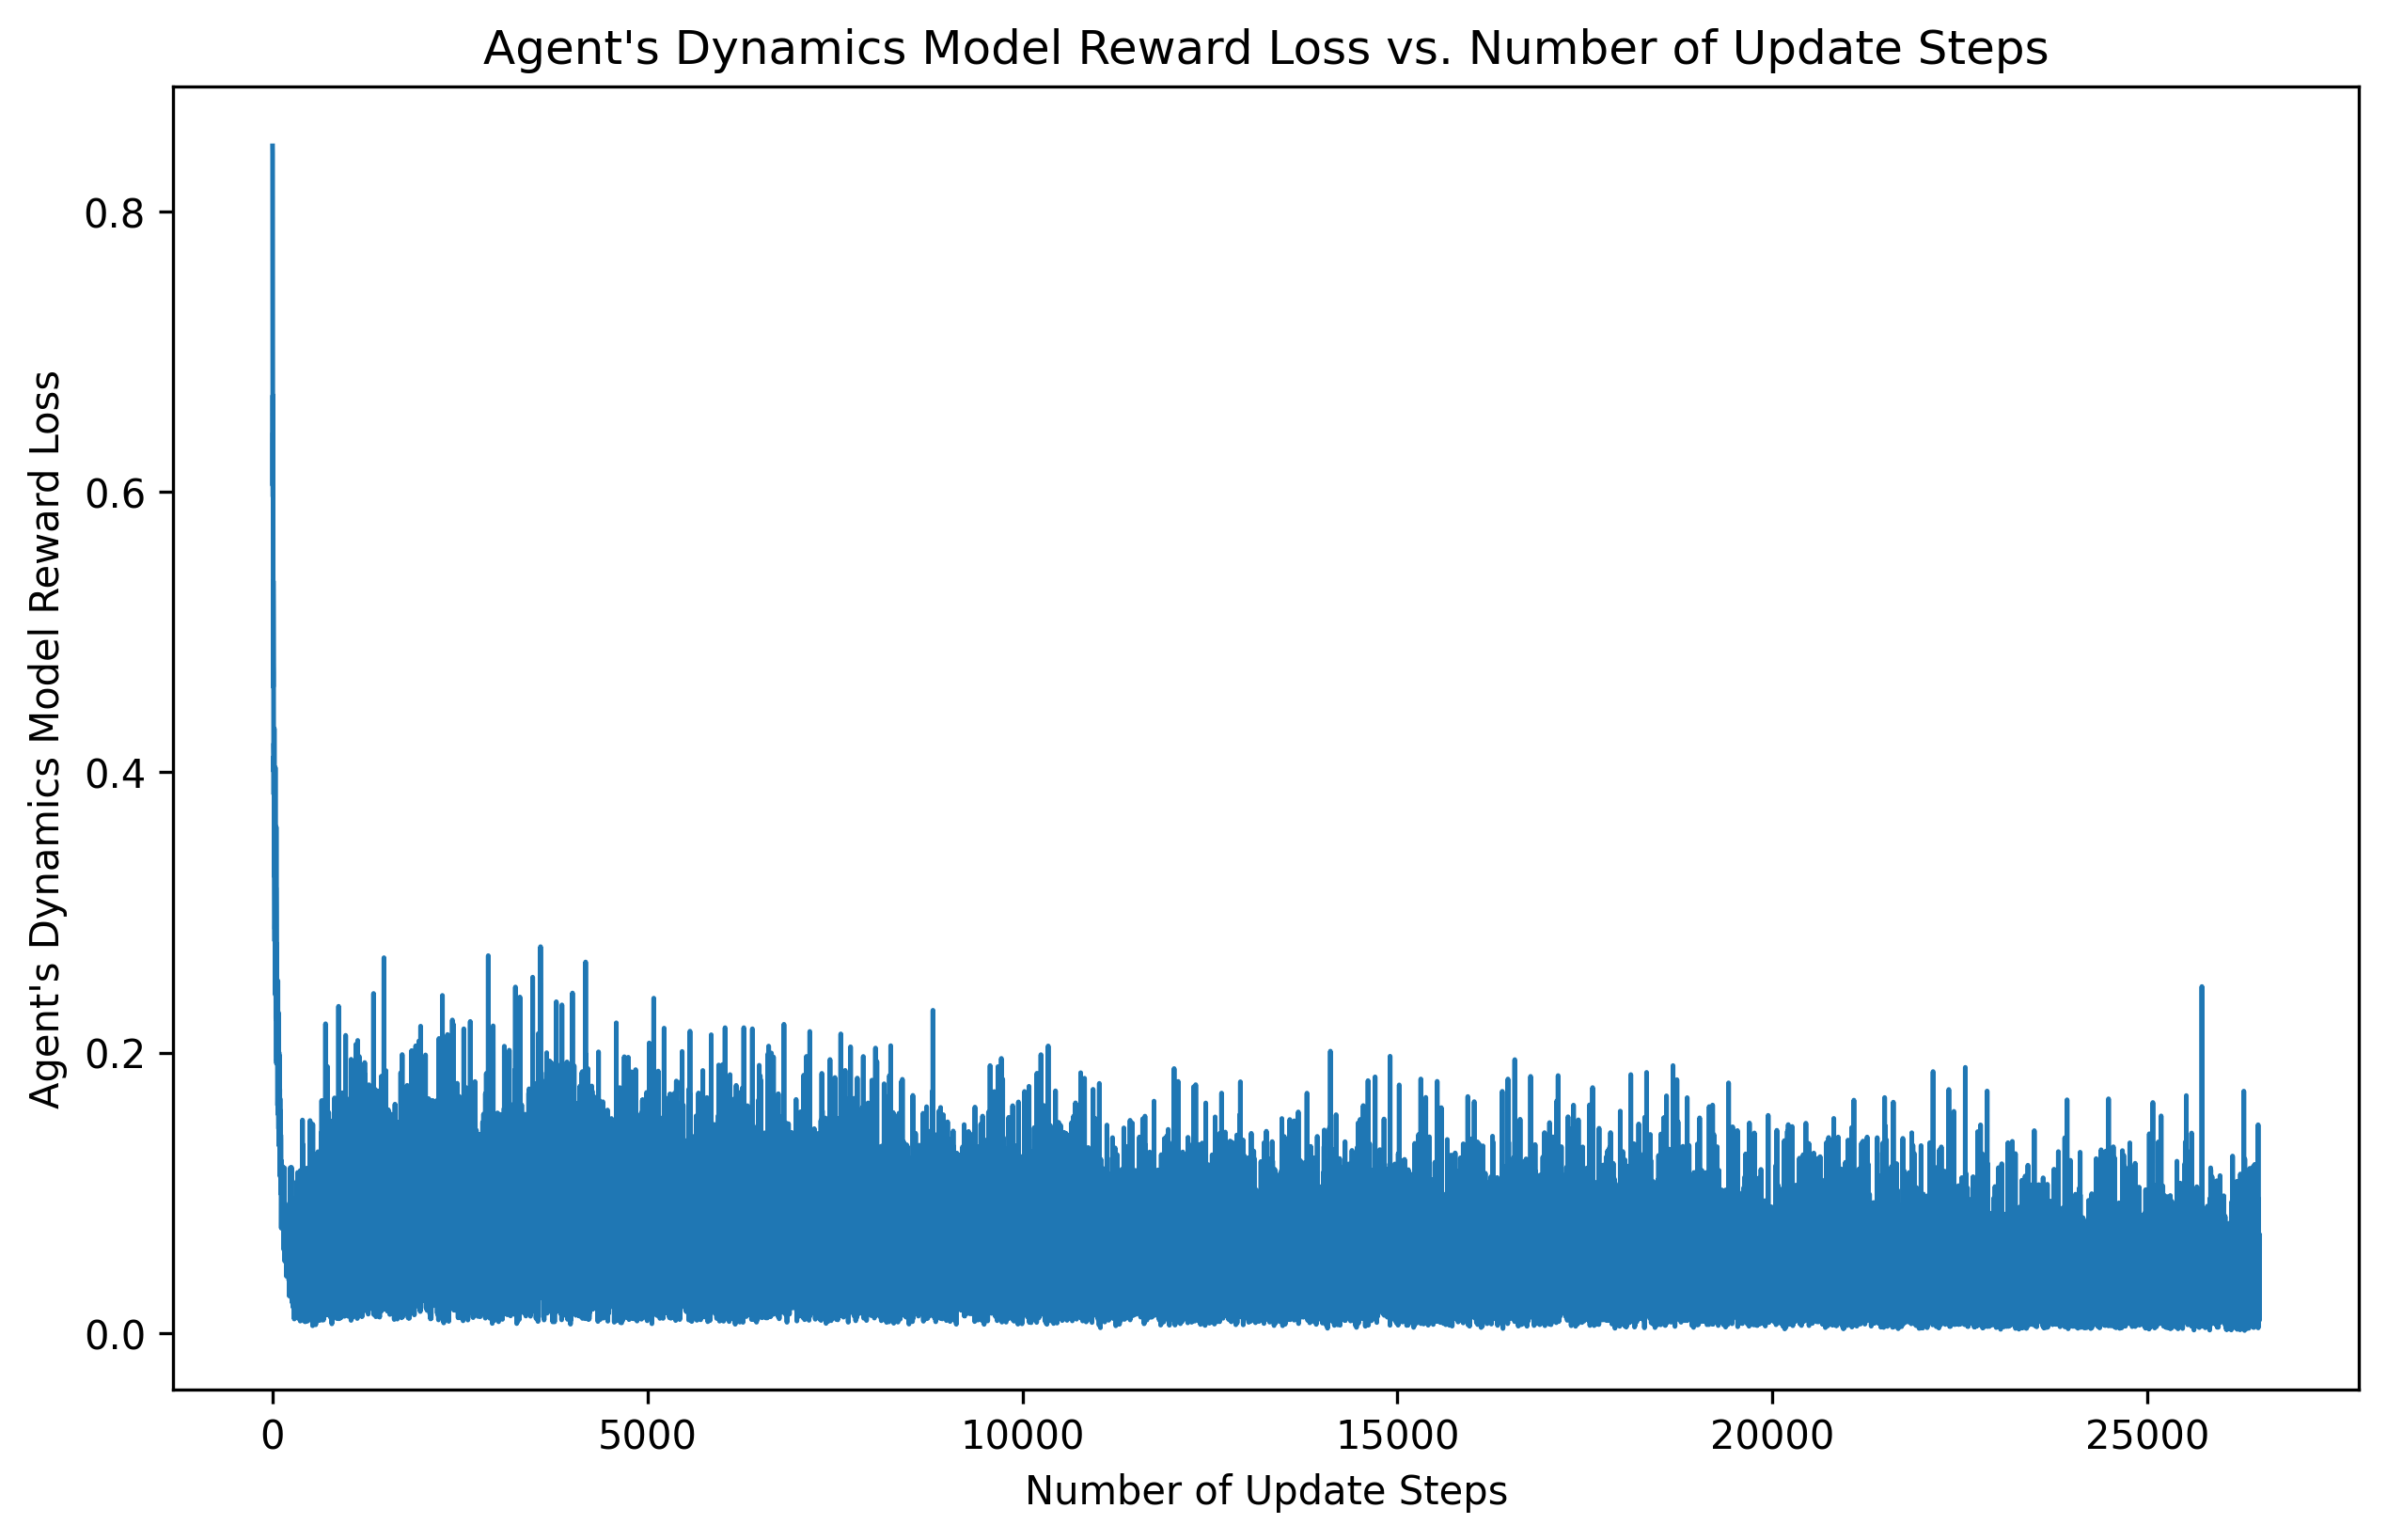 Agent's Dynamics Model Reward Loss vs. Number of Update Steps
Agent's Dynamics Model Reward Loss
0.8
0.6
0.4
0.2
0.0
0 5000 10000 15000 20000 25000
Number of Update Steps